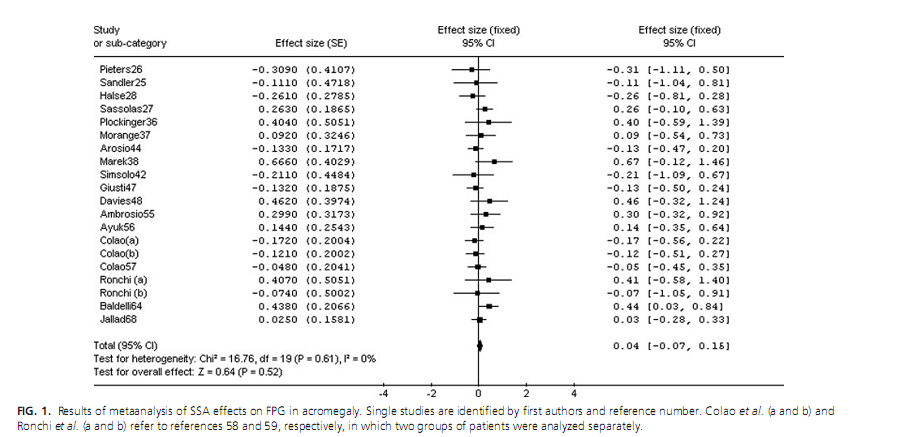 Study Effect size (fixed) Effect size (fixed)
or sub-category Effect size (SE) 95% CI 95% CI
Pieters26 -0.3090 (0.4107) -0.31 [-1.11, 0.50]
Sandler25 -0.1110 (0.4718) -0.11 [-1.04, 0.81]
Halse28 -0.2610 (0.2785) -0.26 [-0.81, 0.28]
Sassolas27 0.2630 (0.1865) 0.26 [-0.10, 0.63]
Plockinger36 0.4040 (0.5051) 0.40 [-0.59, 1.39]
Morange37 0.0920 (0.3246) 0.09 [-0.54, 0.73]
Arosio44 -0.1330 (0.1717) -0.13 [-0.47, 0.20]
Marek38 0.6660 (0.4029) 0.67 [-0.12, 1.46]
Simsolo42 -0.2110 (0.4484) -0.21 [-1.09, 0.67]
Giusti47 -0.1320 (0.1875) -0.13 [-0.50, 0.24]
Davies48 0.4620 (0.3974) 0.46 [-0.32, 1.24]
Ambrosio55 0.2990 (0.3173) 0.30 [-0.32, 0.92]
Ayuk56 0.1440 (0.2543) 0.14 [-0.35, 0.64]
Colao(a) -0.1720 (0.2004) -0.17 [-0.56, 0.22]
Colao(b) -0.1210 (0.2002) -0.12 [-0.51, 0.27]
Colao57 -0.0480 (0.2041) -0.05 [-0.45, 0.35]
Ronchi (a) 0.4070 (0.5051) 0.41 [-0.58, 1.40]
Ronchi (b) -0.0740 (0.5002) -0.07 [-1.05, 0.91]
Baldelli64 0.4380 (0.2066) 0.44 [0.03, 0.84]
Jallad68 0.0250 (0.1581) 0.03 [-0.28, 0.33]
Total (95% CI) 0.04 [-0.07, 0.15]
Test for heterogeneity: Chi² = 16.76, df = 19 (P = 0.61), I² = 0%
Test for overall effect: Z = 0.64 (P = 0.52)
-4 -2 0 2 4
FIG. 1. Results of metaanalysis of SSA effects on FPG in acromegaly. Single studies are identified by first authors and reference number. Colao et al. (a and b) and
Ronchi et al. (a and b) refer to references 58 and 59, respectively, in which two groups of patients were analyzed separately.